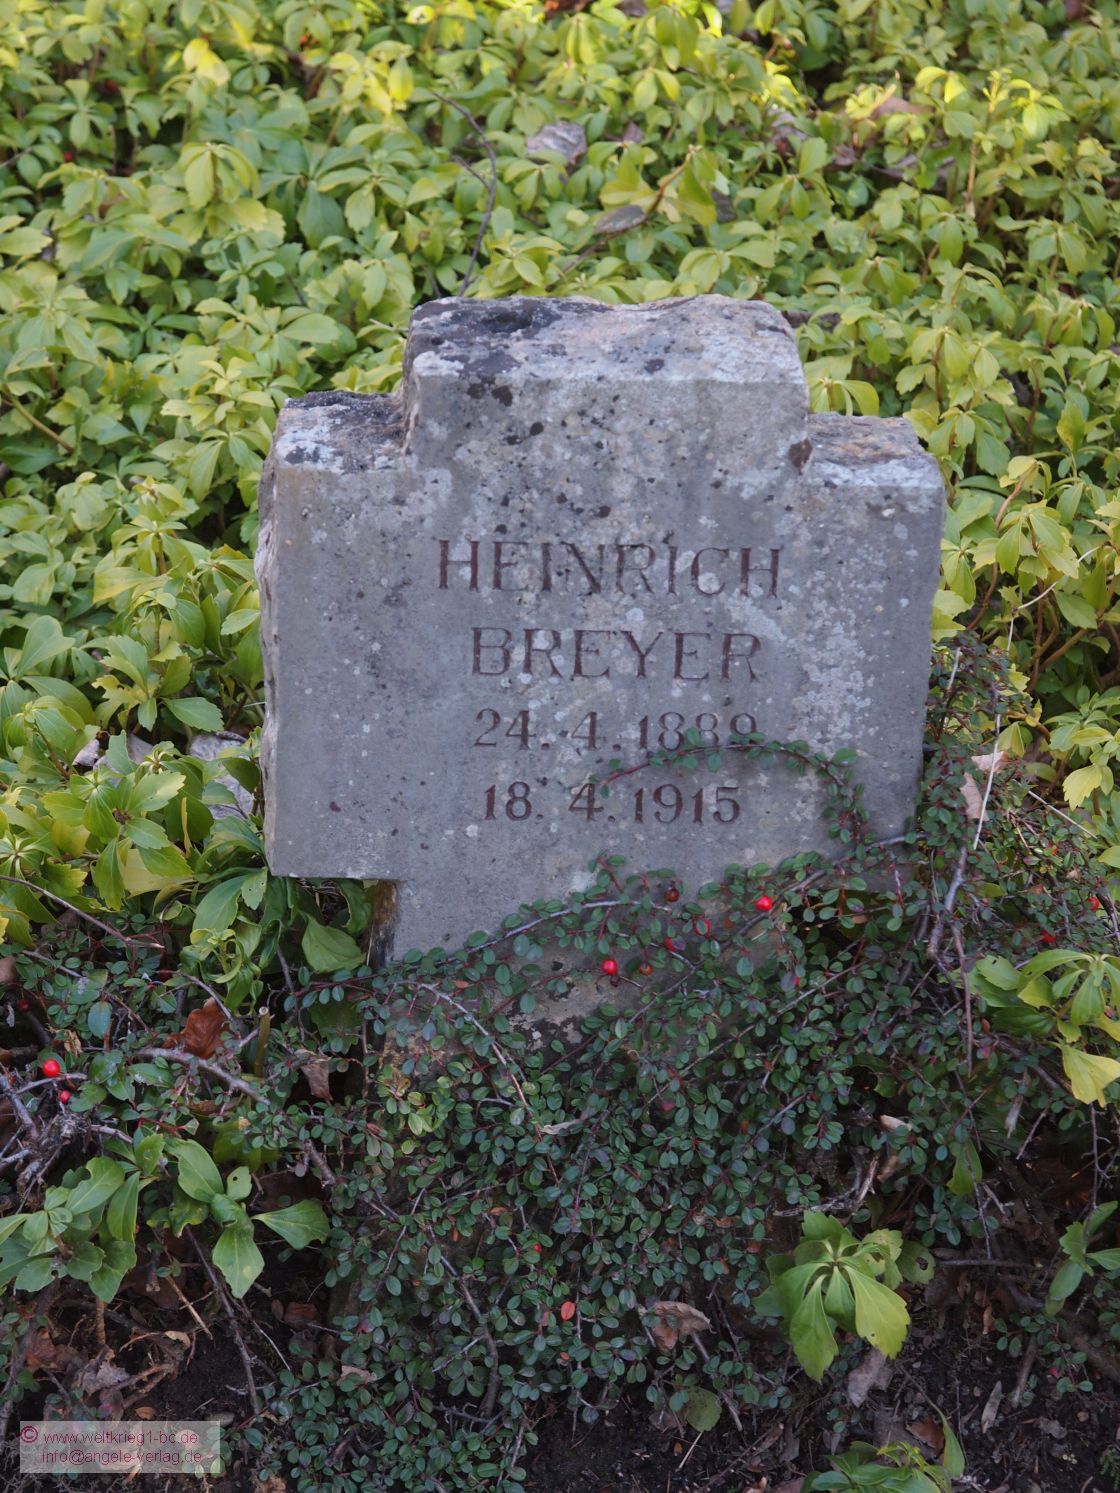 HEINRICH
BREYER
24. 4. 1889
18. 4. 1915
© www.weltkrieg1-bc.de
info@angele-verlag.de